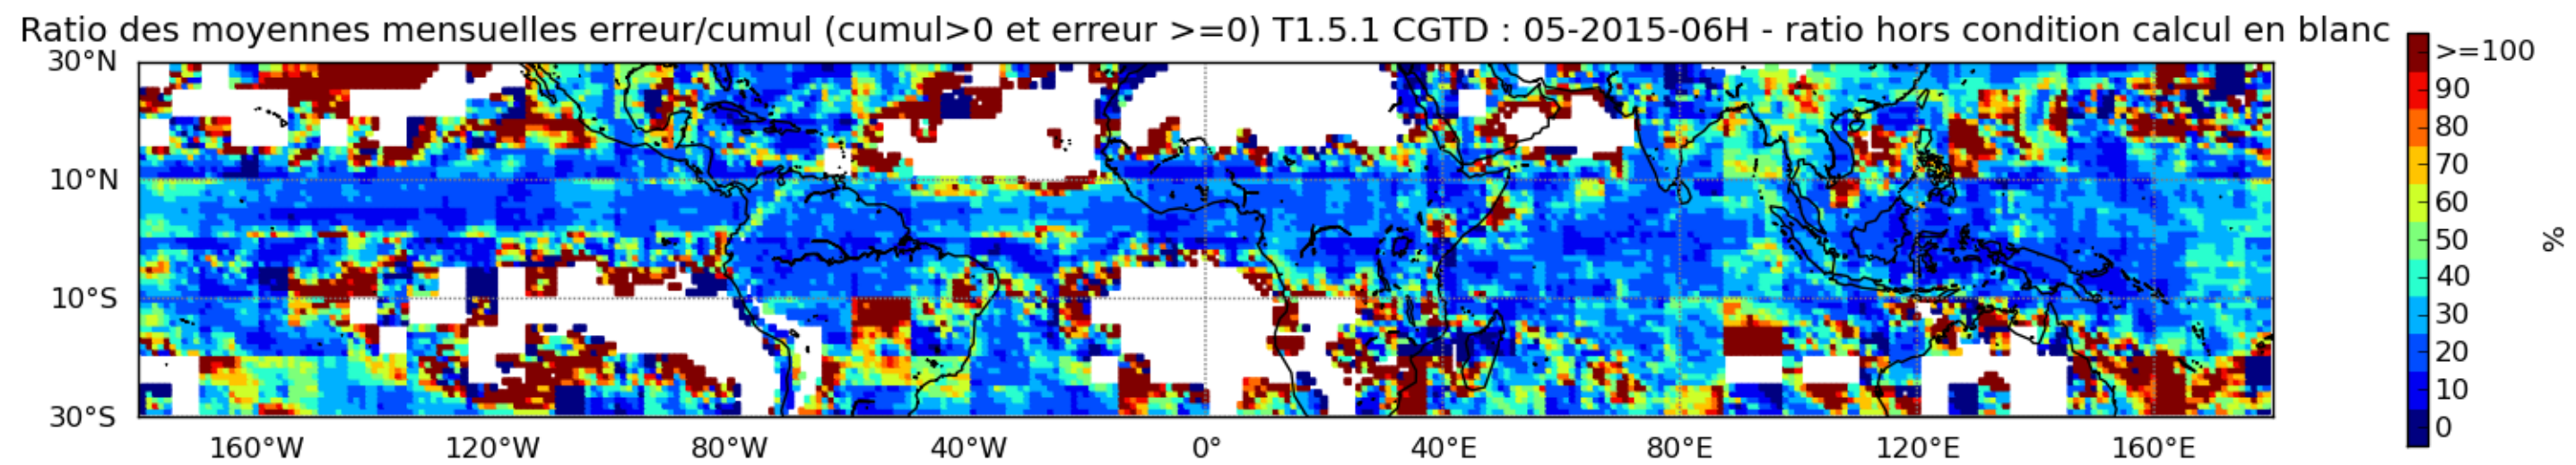 Ratio des moyennes mensuelles erreur/cumul (cumul>0 et erreur >=0) T1.5.1 CGTD : 05-2015-06H - ratio hors condition calcul en blanc
30°N
10°N
10°S
30°S
160°W 120°W 80°W 40°W 0° 40°E 80°E 120°E 160°E
>=100
90
80
70
60
50
40
30
20
10
0
%